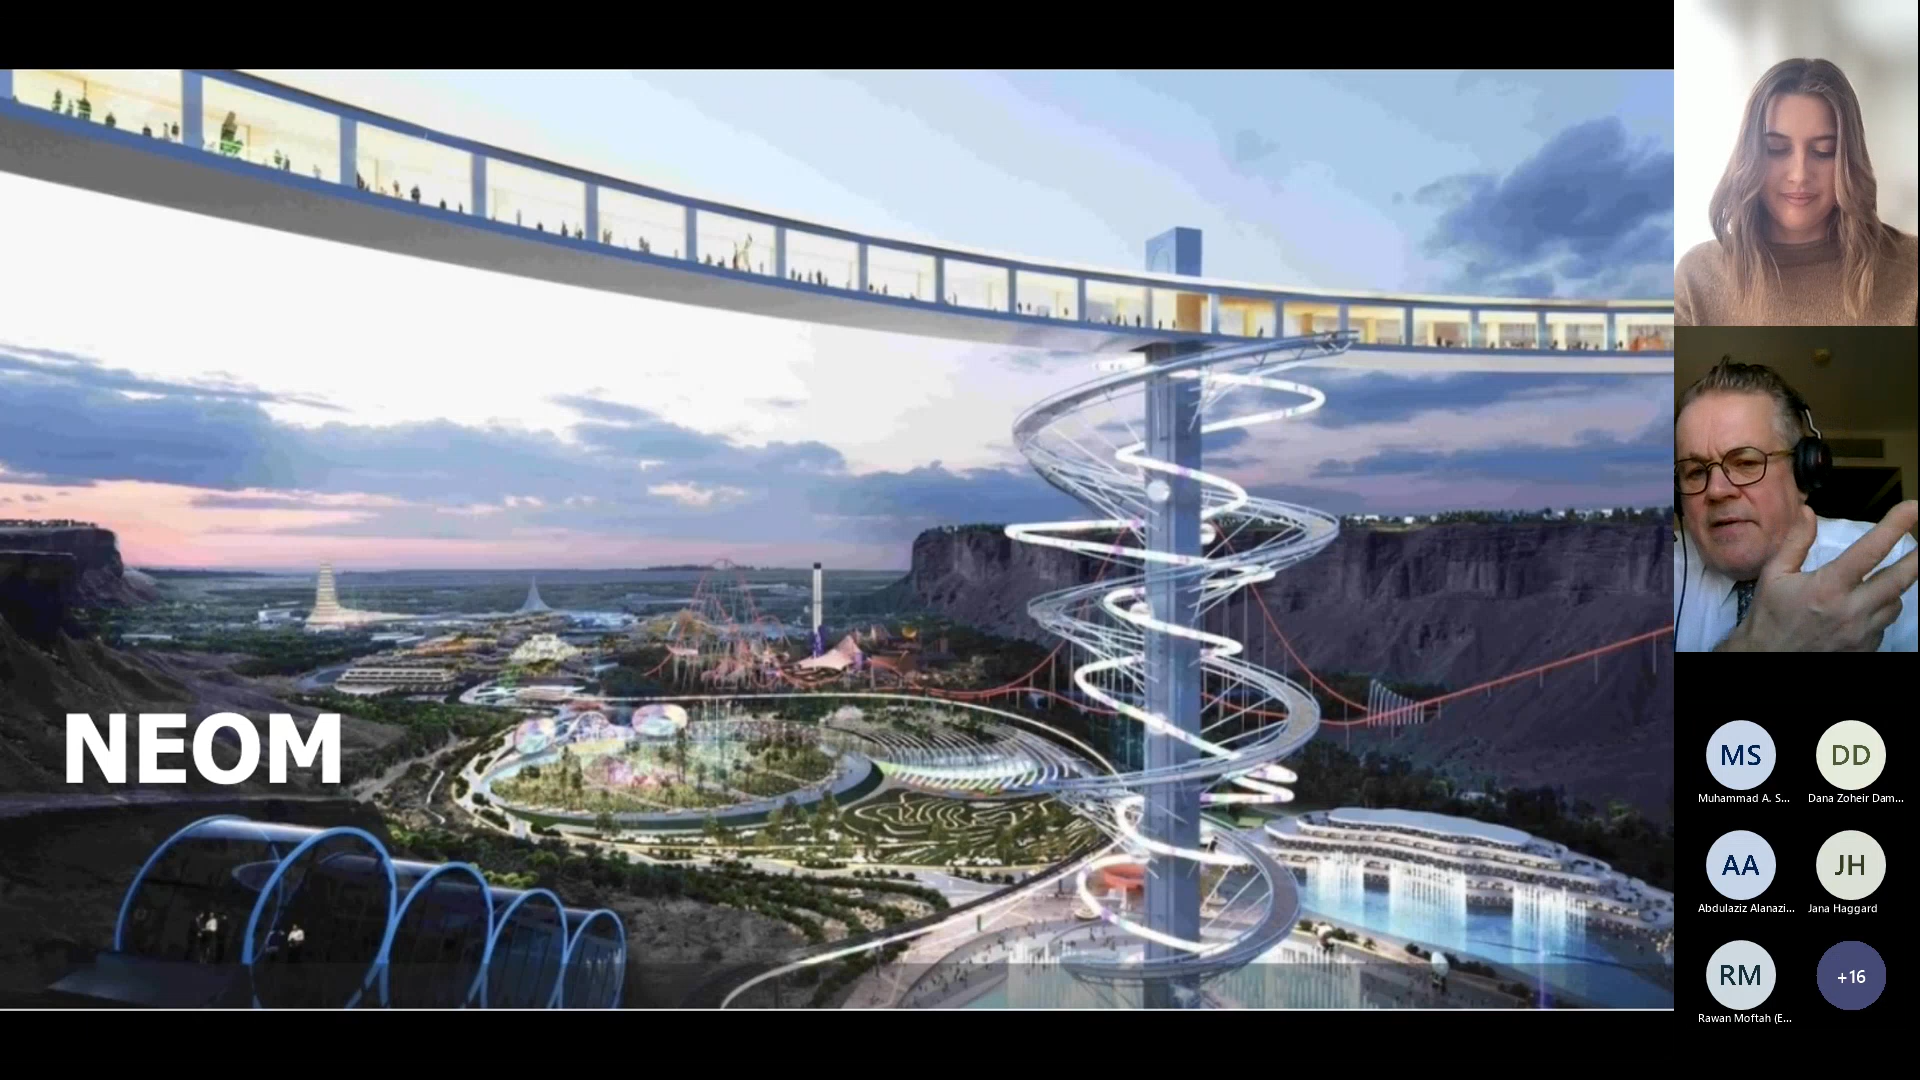 NEOM
MS
DD
Muhammad A. S...
Dana Zoheir Dam...
AA
JH
Abdulaziz Alanazi...
Jana Haggard
RM
+16
Rawan Moftah (E...